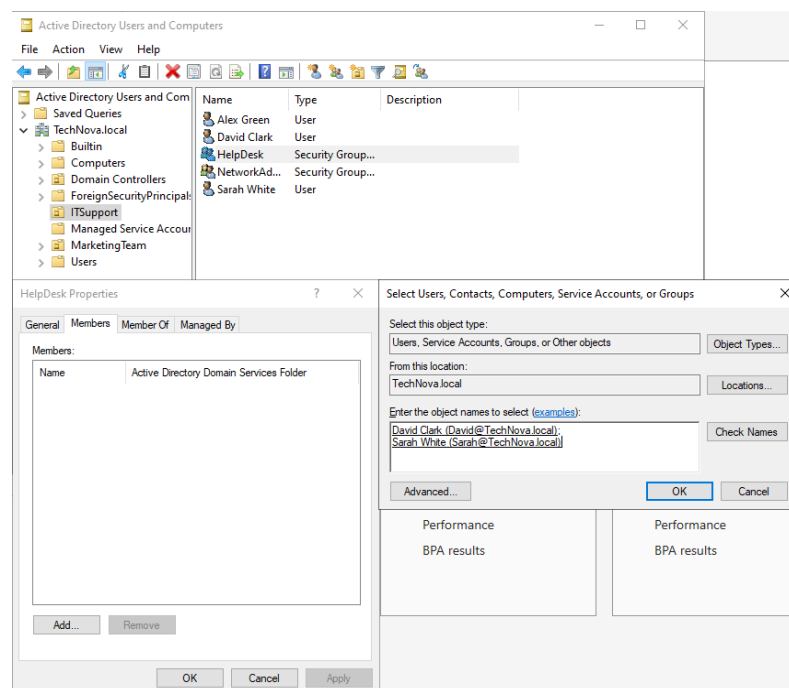 Active Directory Users and Computers
File Action View Help
Active Directory Users and Com
Saved Queries
TechNova.local
Builtin
Computers
Domain Controllers
ForeignSecurityPrincipals
ITSupport
Managed Service Accour
MarketingTeam
Users
Name Type Description
Alex Green User
David Clark User
HelpDesk Security Group...
NetworkAd... Security Group...
Sarah White User
HelpDesk Properties ?
General Members Member Of Managed By
Members:
Name Active Directory Domain Services Folder
Add... Remove
OK Cancel Apply
Select Users, Contacts, Computers, Service Accounts, or Groups
Select this object type:
Users, Service Accounts, Groups, or Other objects Object Types...
From this location:
TechNova.local Locations...
Enter the object names to select (examples):
David Clark (David@TechNova.local); Check Names
Sarah White (Sarah@TechNova.local)
Advanced... OK Cancel
Performance Performance
BPA results BPA results